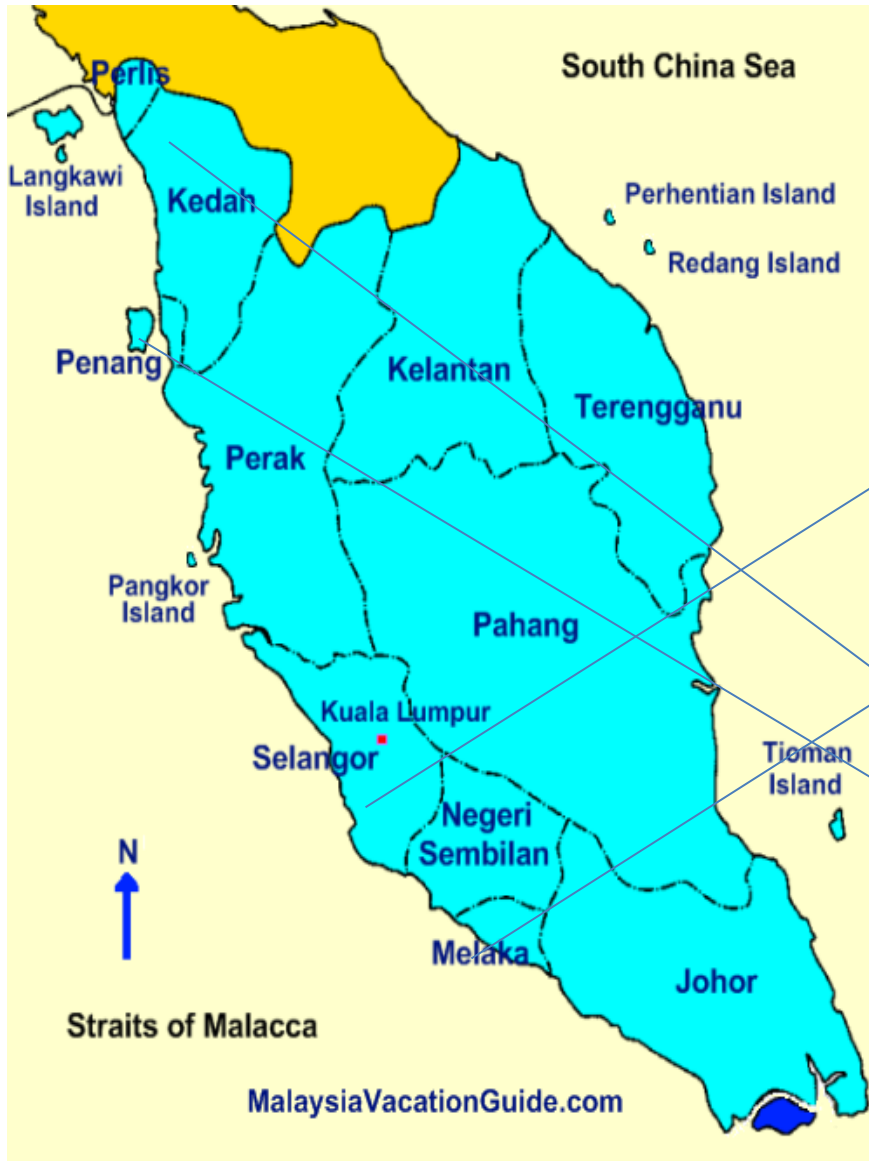 South China Sea
Perlis
Langkawi
Island
Kedah
Perhentian Island
Redang Island
Penang
Kelantan
Terengganu
Perak
Pangkor
Island
Pahang
Kuala Lumpur
Selangor
Tioman
Island
Negeri
Sembilan
N
Melaka
Johor
Straits of Malacca
MalaysiaVacationGuide.com